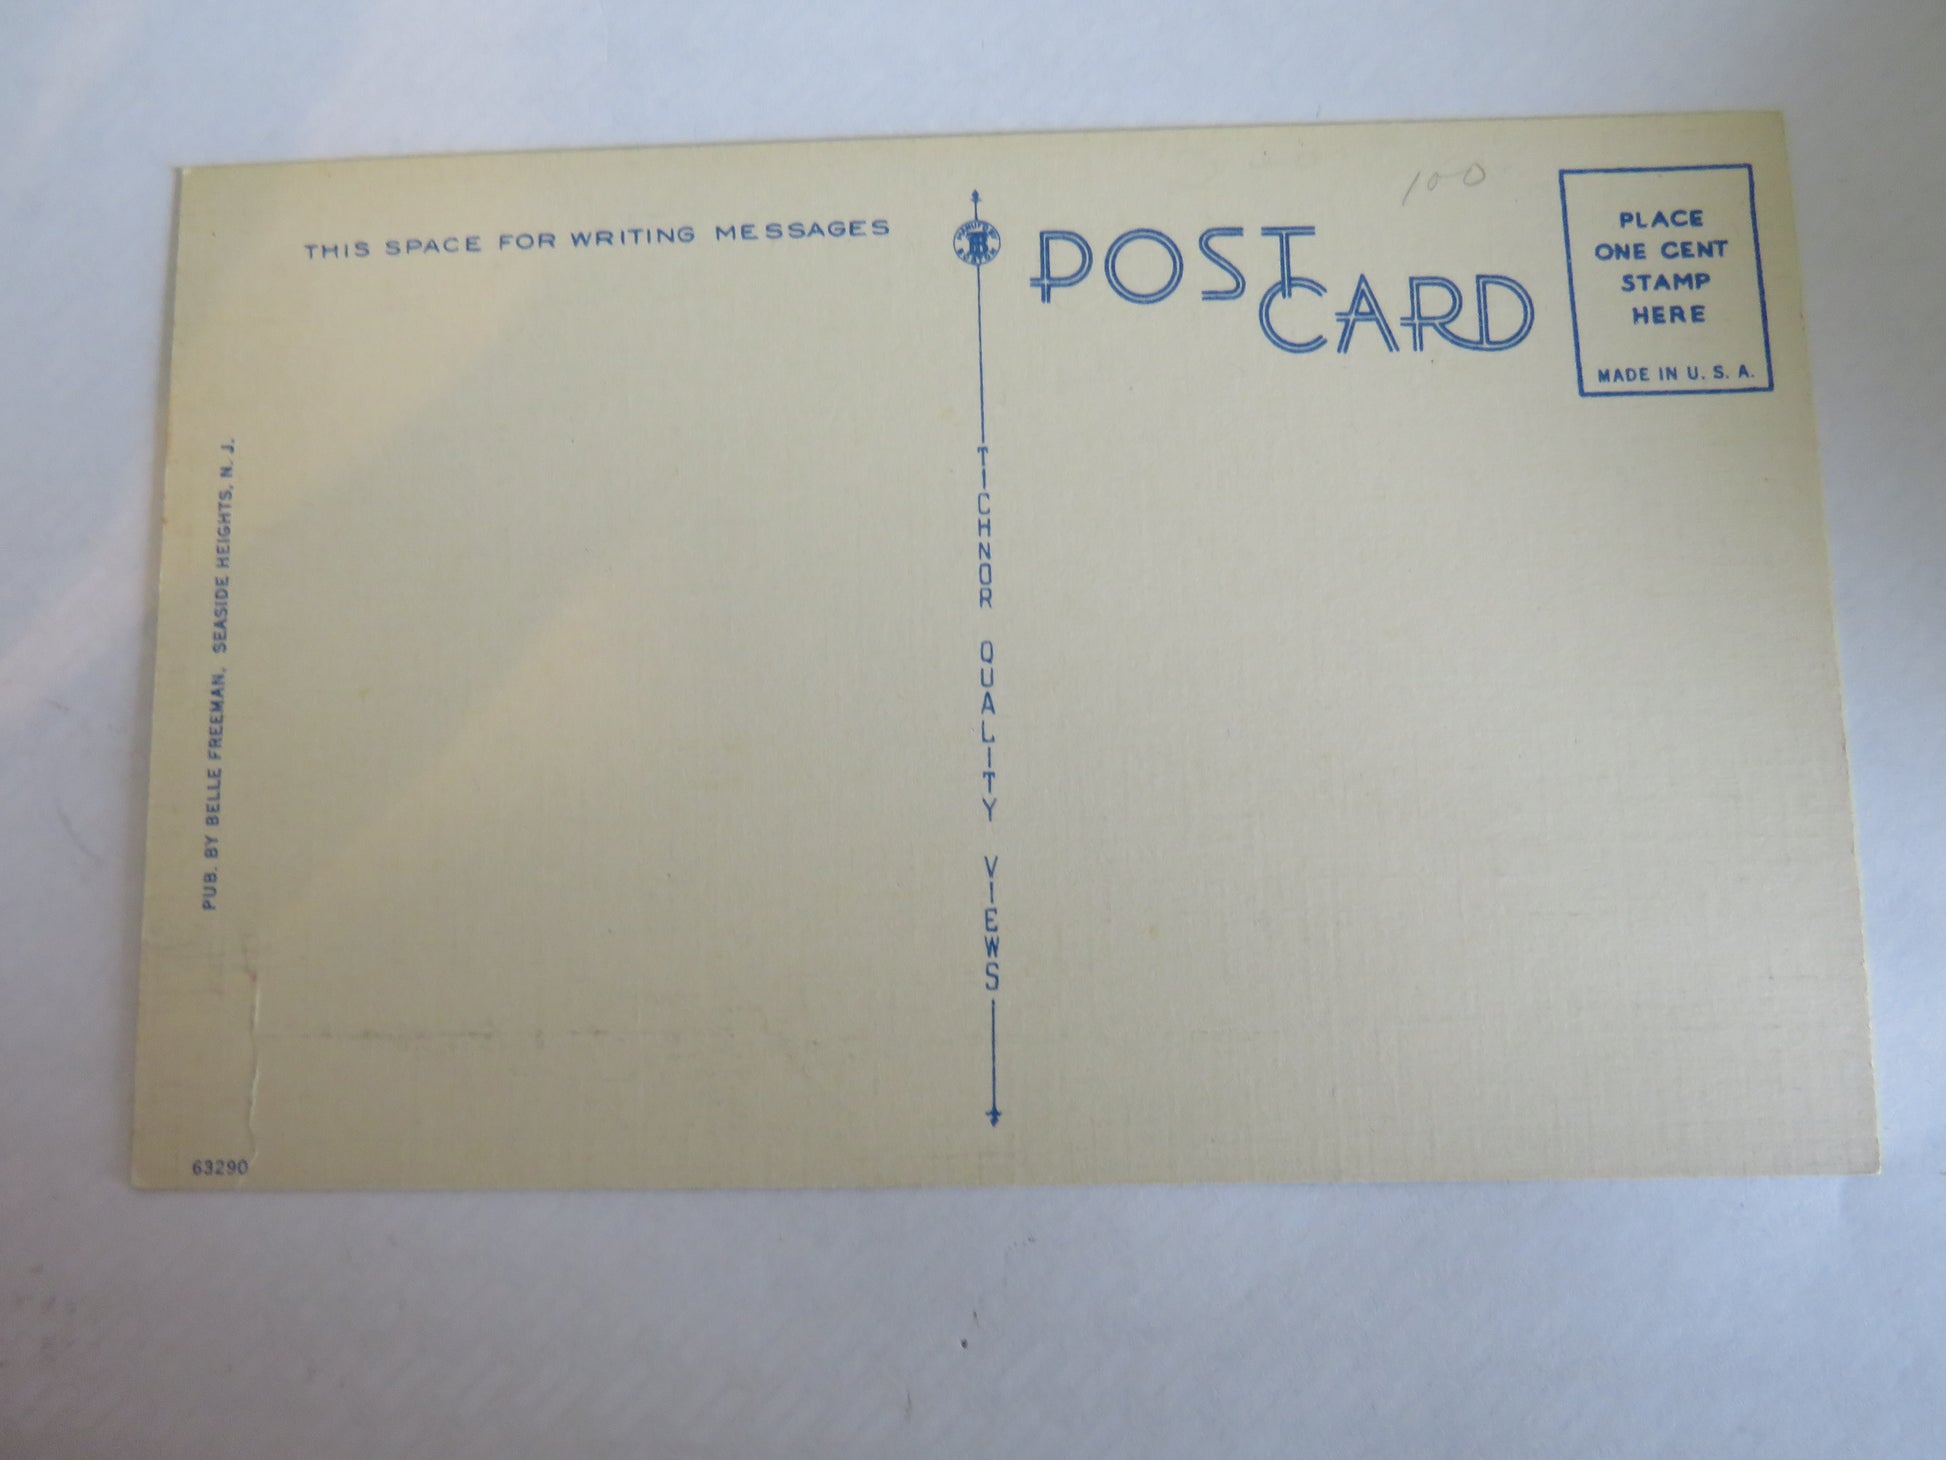 THIS SPACE FOR WRITING MESSAGES
POST
CARD
100
PLACE
ONE CENT
STAMP
HERE
MADE IN U. S. A.
TICHNOR QUALITY VIEWS
PUB. BY BELLE FREEMAN, SEASIDE HEIGHTS, N. J.
63290